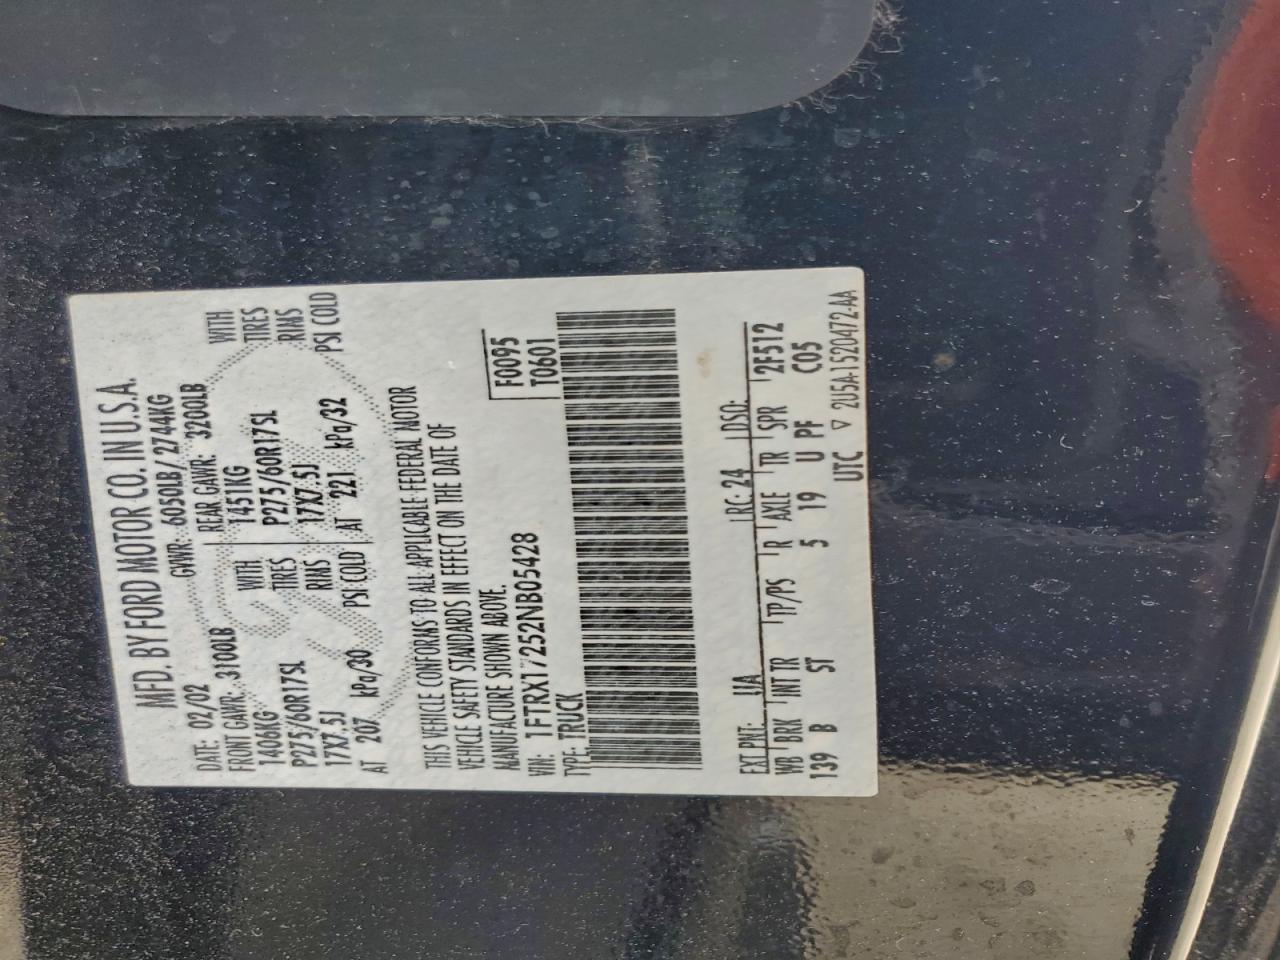 MFD. BY FORD MOTOR CO. IN U.S.A.
DATE: 02/02 GVWR: 6050LB/2744KG
FRONT GAWR: 3100LB REAR GAWR: 3200LB
1406KG WITH 1451KG WITH
P275/60R17SL TIRES P275/60R17SL TIRES
17X7.5J RIMS 17X7.5J RIMS
AT 207 kPa/30 PSI COLD AT 221 kPa/32 PSI COLD
THIS VEHICLE CONFORMS TO ALL APPLICABLE FEDERAL MOTOR
VEHICLE SAFETY STANDARDS IN EFFECT ON THE DATE OF
MANUFACTURE SHOWN ABOVE.
VIN: 1FTRX17252NB05428 F0095
TYPE: TRUCK T0601
EXT PNT: UA RC: 24 DSO:
WB BRK INT TR TP/PS R AXLE TR SPR 2F512
139 B ST 5 19 U PF C05
UTC ▽ 2U5A-1520472-AA